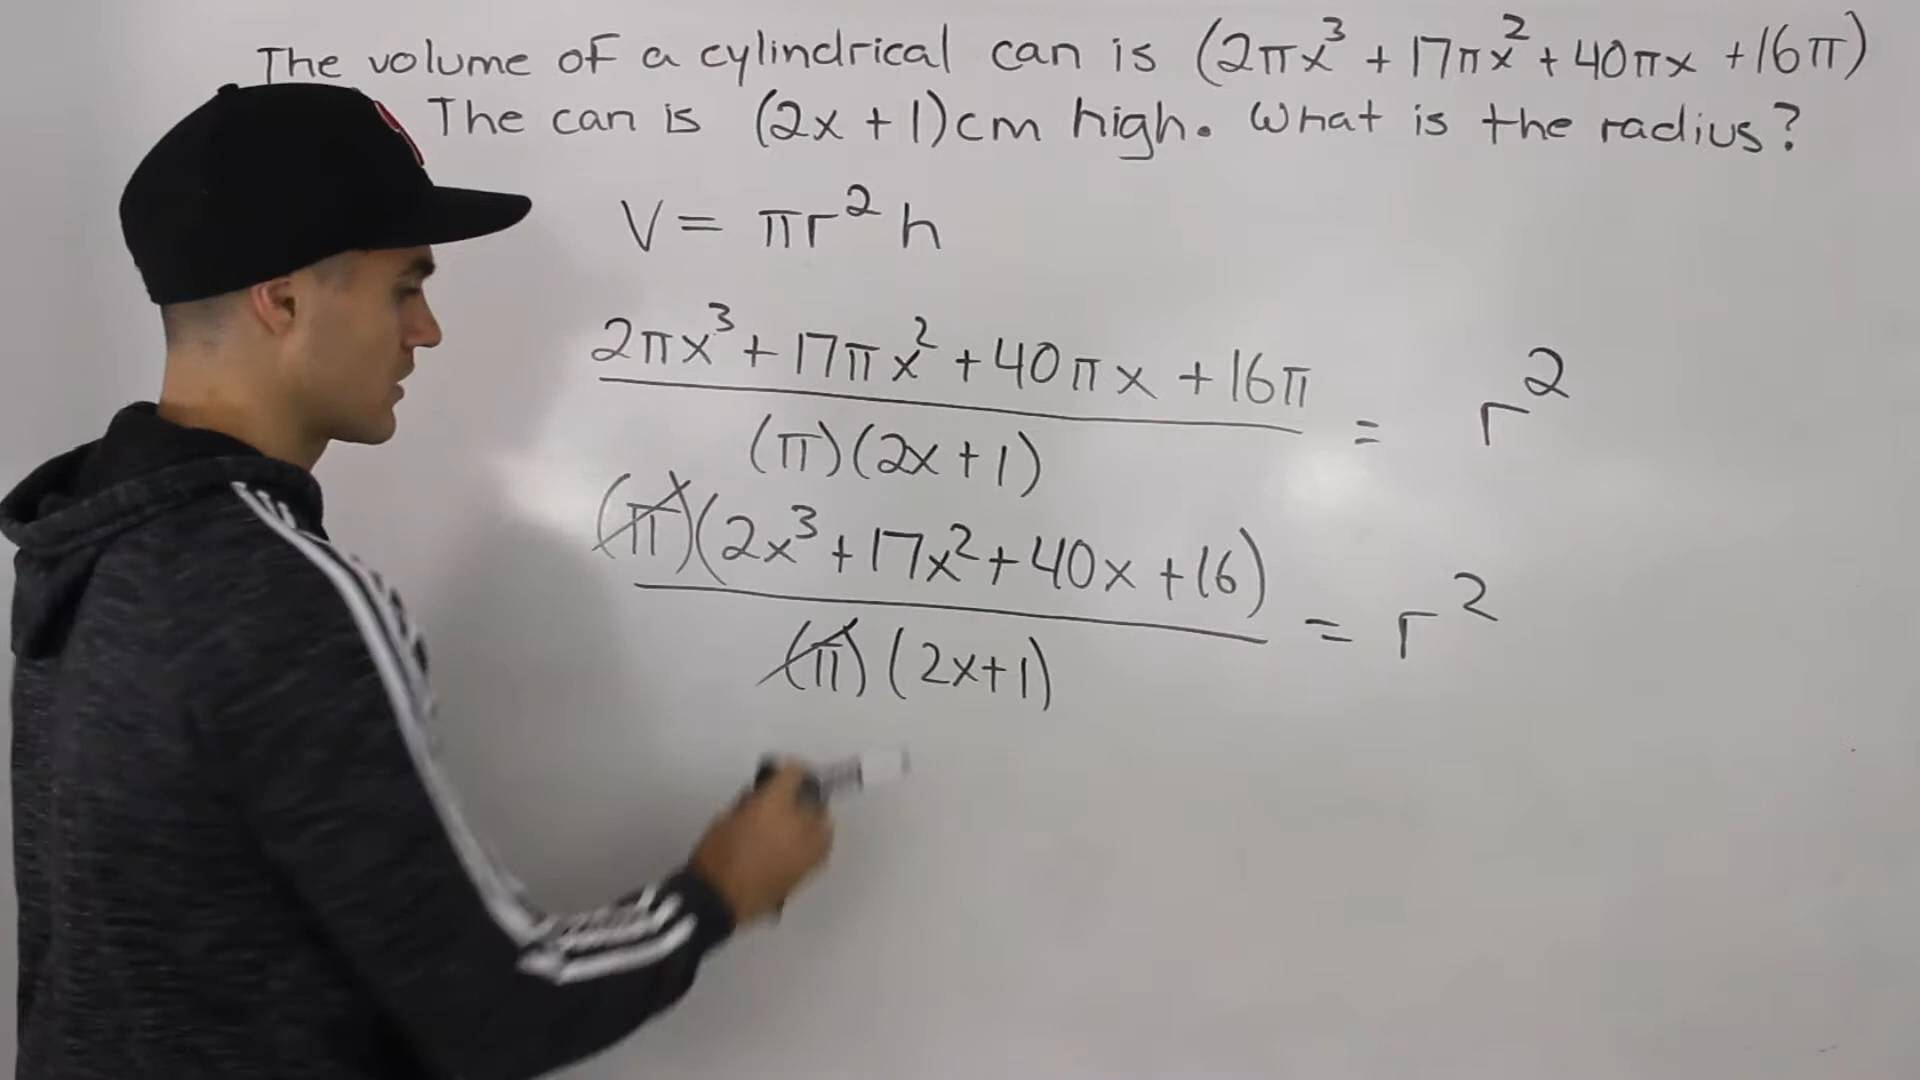 The volume of a cylindrical can is (2πx³ + 17πx² + 40πx + 16π)
The can is (2x + 1)cm high. What is the radius?
V = πr²h
2πx³ + 17πx² + 40πx + 16π
(π)(2x + 1)
= r²
(π)(2x³ + 17x² + 40x + 16)
(π)(2x+1)
= r²